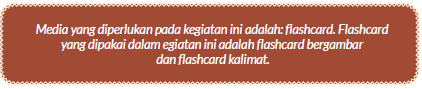 Media yang diperlukan pada kegiatan ini adalah: flashcard. Flashcard
yang dipakai dalam egiatan ini adalah flashcard bergambar
dan flashcard kalimat.